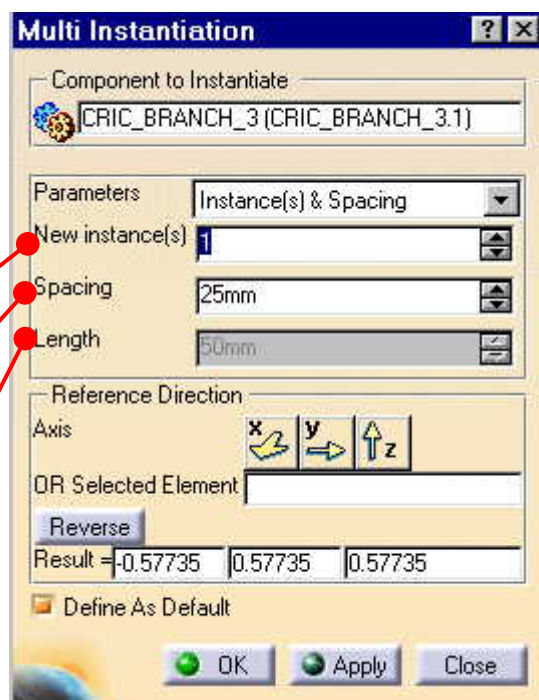 Multi Instantiation ? X
Component to Instantiate
CRIC_BRANCH_3 (CRIC_BRANCH_3.1)
Parameters Instance(s) & Spacing
New instance(s) 1
Spacing 25mm
Length 50mm
Reference Direction
Axis x y z
OR Selected Element
Reverse
Result = -0.57735 0.57735 0.57735
Define As Default
OK Apply Close